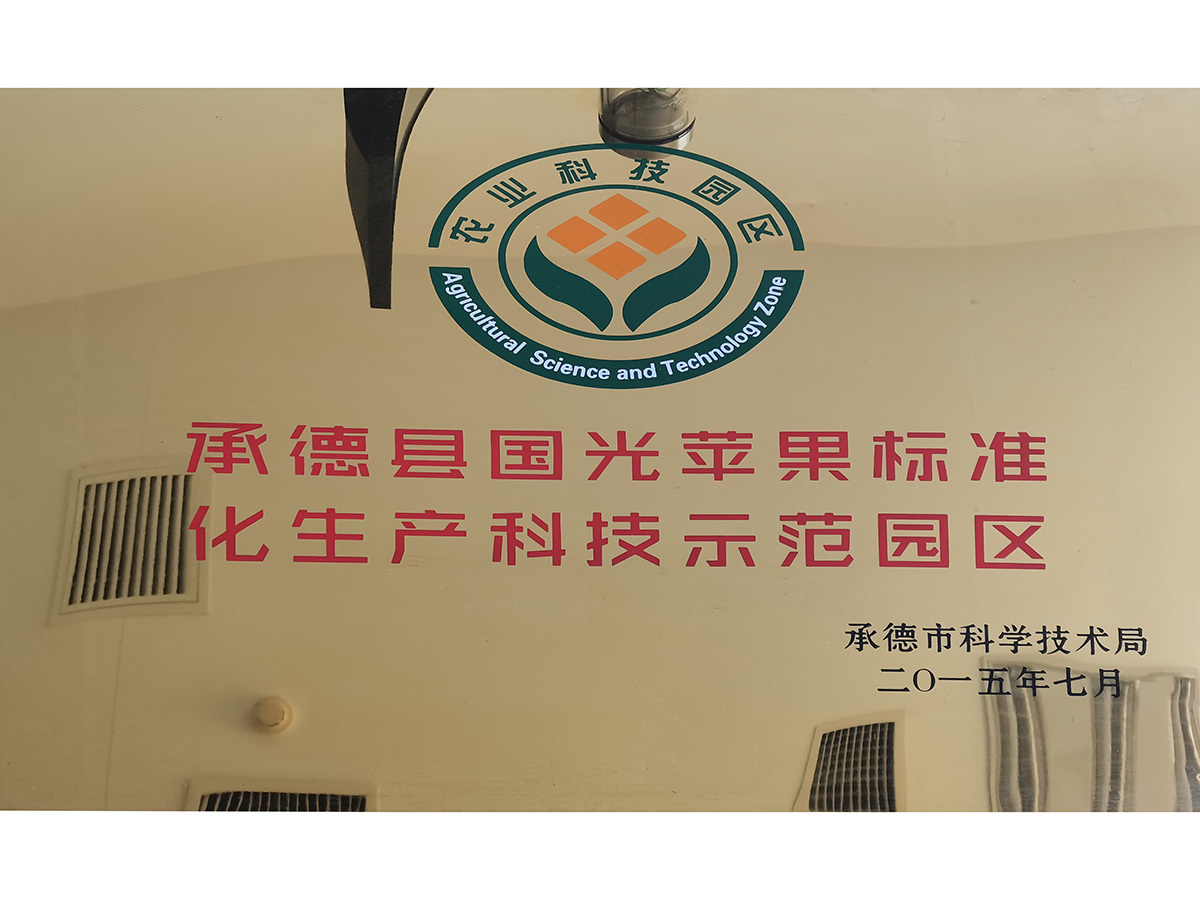 农业科技园区
Agricultural Science and Technology Zone
承德县国光苹果标准
化生产科技示范园区
承德市科学技术局
二〇一五年七月